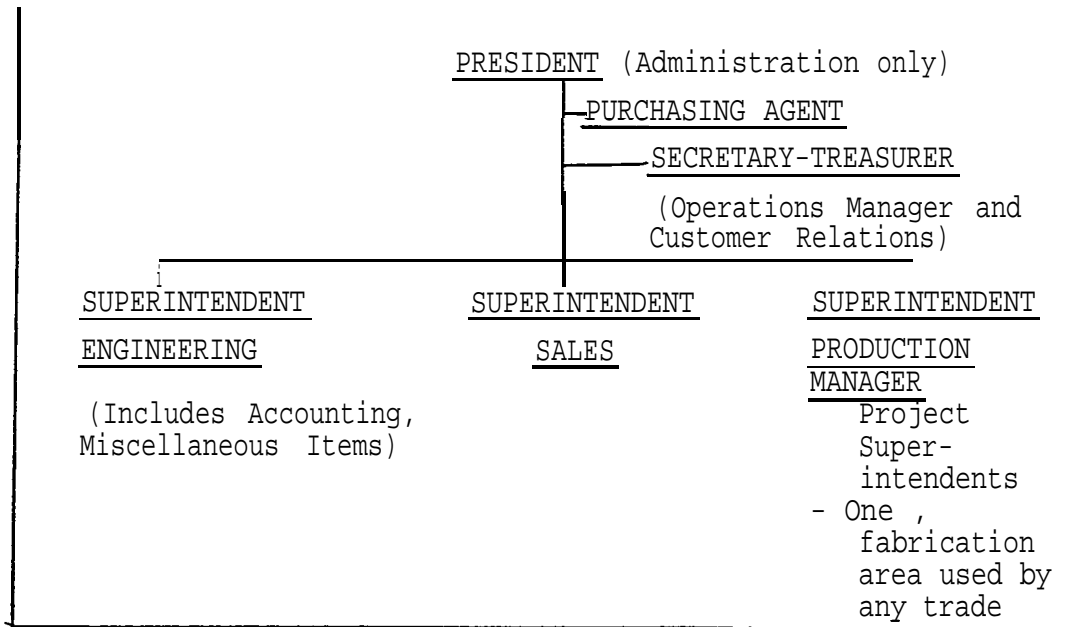 PRESIDENT (Administration only)
PURCHASING AGENT
SECRETARY-TREASURER
(Operations Manager and
Customer Relations)
SUPERINTENDENT
ENGINEERING
(Includes Accounting,
Miscellaneous Items)
SUPERINTENDENT
SALES
SUPERINTENDENT
PRODUCTION
MANAGER
Project
Super-
intendents
- One ,
fabrication
area used by
any trade